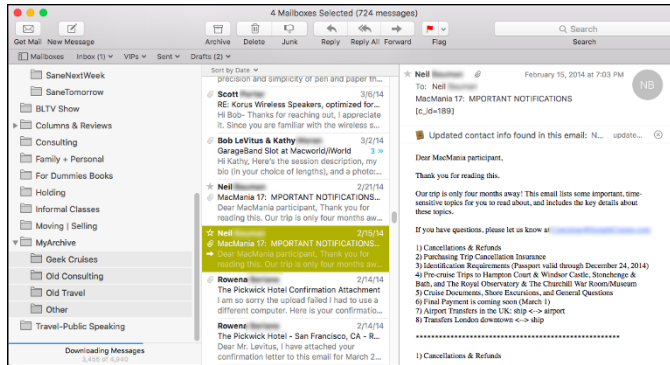 4 Mailboxes Selected (724 messages)
Get Mail New Message Archive Delete Junk Reply Reply All Forward Flag Search
Search
Mailboxes Inbox (1) VIPs Sent Drafts (2)
SaneNextWeek
SaneTomorrow
BLTV Show
Columns & Reviews
Consulting
Family + Personal
For Dummies Books
Holding
Informal Classes
Moving | Selling
MyArchive
Geek Cruises
Old Consulting
Old Travel
Other
Travel-Public Speaking
Downloading Messages
3,456 of 4,940
Sort by Date
precision and simplicity of pen and paper th...
Scott 3/6/14
RE: Korus Wireless Speakers, optimized for...
Hi Bob- Thanks for reaching out, I appreciate
it. Since you are familiar with the wireless s...
Bob LeVitus & Kathy 3/2/14
GarageBand Slot at Macworld/iWorld 3 »
Hi Kathy, Here's the session description, my
bio (in your choice of lengths), and a photo:...
Neil 2/21/14
MacMania 17: MPORTANT NOTIFICATIONS...
Dear MacMania participant, Thank you for
reading this. Our trip is only four months aw...
Neil 2/15/14
MacMania 17: MPORTANT NOTIFICATIONS...
Dear MacMania participant, Thank you for
reading this. Our trip is only four months aw...
Rowena 2/14/14
The Pickwick Hotel Confirmation Attachment
I am so sorry the upload failed I had to use a
different computer. Here is your confirmatio...
Rowena 2/14/14
The Pickwick Hotel - San Francisco, CA - R...
Dear Mr. Levitus, I have attached your
confirmation letter to this email for March 2...
Neil February 15, 2014 at 7:03 PM
To: Neil
NB
MacMania 17: MPORTANT NOTIFICATIONS
[c_id=189]
Updated contact info found in this email: N... update...
Dear MacMania participant,
Thank you for reading this.
Our trip is only four months away! This email lists some important, time-
sensitive topics for you to read about, and includes the key details about
these topics.
If you have questions, please let us know at
1) Cancellations & Refunds
2) Purchasing Trip Cancellation Insurance
3) Identification Requirements (Passport valid through December 24, 2014)
4) Pre-cruise Trips to Hampton Court & Windsor Castle, Stonehenge &
Bath, and The Royal Observatory & The Churchill War Room/Museum
5) Cruise Documents, Shore Excursions, and General Questions
6) Final Payment is coming soon (March 1)
7) Airport Transfers in the UK: ship <--> airport
8) Transfers London downtown <--> ship
1) Cancellations & Refunds